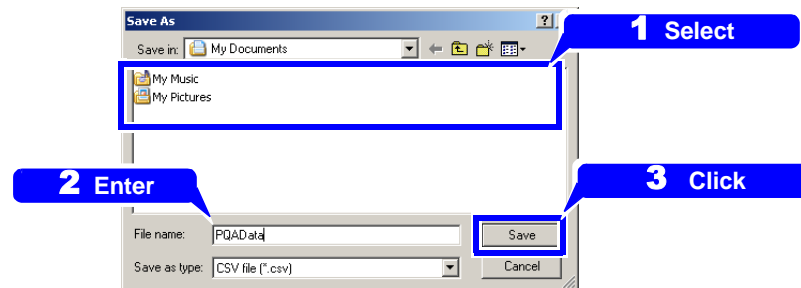 Save As
?
1 Select
Save in: My Documents
My Music
My Pictures
2 Enter
3 Click
File name: PQAData Save
Save as type: CSV file (*.csv) Cancel